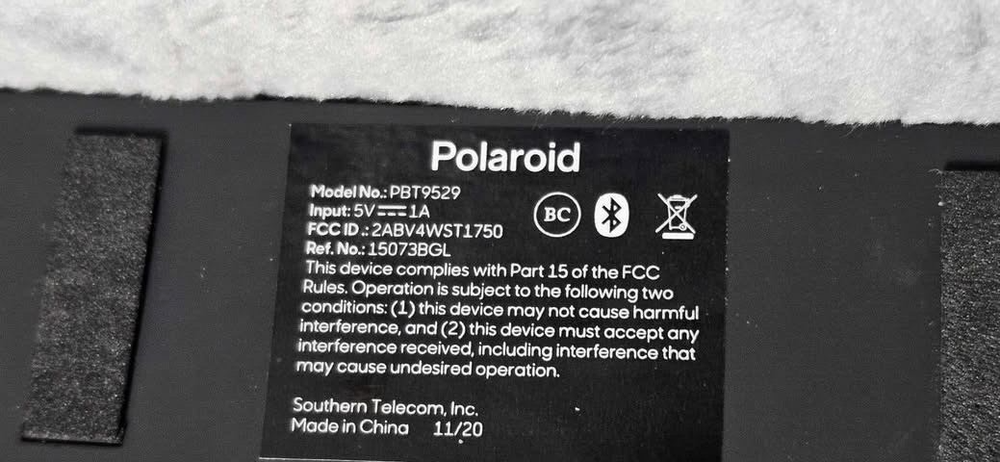 Polaroid
Model No.: PBT9529
Input: 5V⎓1A
FCC ID.: 2ABV4WST1750
Ref. No.: 15073BGL
BC
This device complies with Part 15 of the FCC
Rules. Operation is subject to the following two
conditions: (1) this device may not cause harmful
interference, and (2) this device must accept any
interference received, including interference that
may cause undesired operation.
Southern Telecom, Inc.
Made in China 11/20